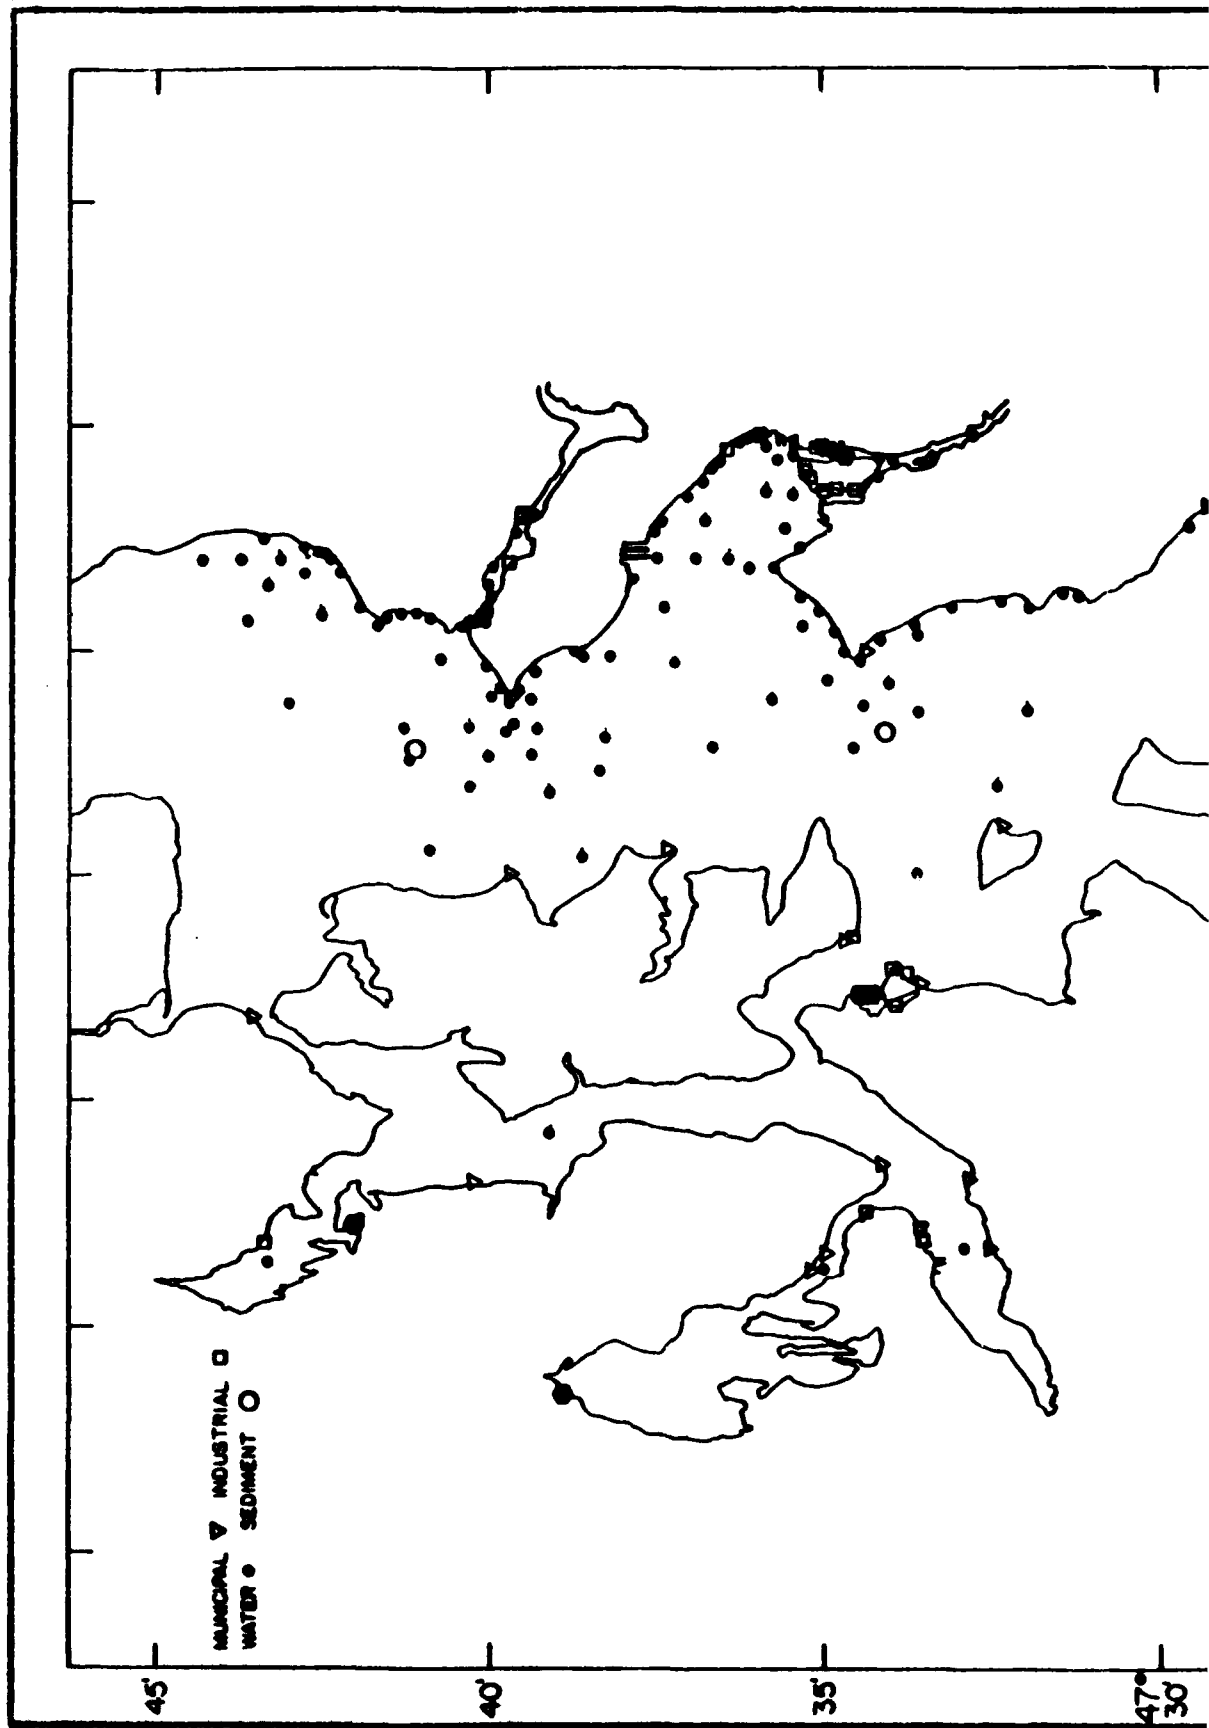 MUNICIPAL ▽ INDUSTRIAL □
WATER ● SEDIMENT ○
45'
40'
35'
47°
30'